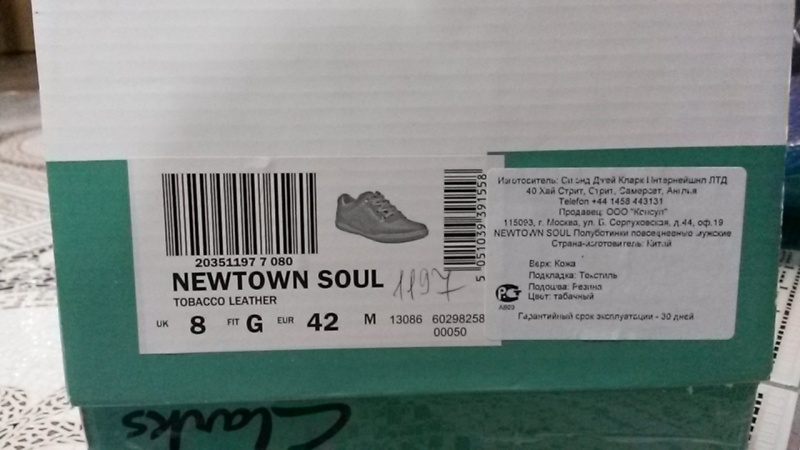 20351197 7 080
NEWTOWN SOUL
TOBACCO LEATHER
1197
UK 8 FIT G EUR 42 M 13086 60298258
00050
5 051039 391558
Изготоситель: Си энд Джей Кларк Интернейшнл ЛТД
40 Хай Стрит, Стрит, Самерсет, Англия
Telefon +44 1458 443131
Продавец: ООО "Консул"
115093, г. Москва, ул. Б. Серпуховская, д.44, оф.19
NEWTOWN SOUL Полуботинки повседневные мужские
Страна-изготовитель: Китай
Верх: Кожа
Подкладка: Текстиль
Подошва: Резина
Цвет: табачный
Гарантийный срок эксплуатации - 30 дней
Clarks